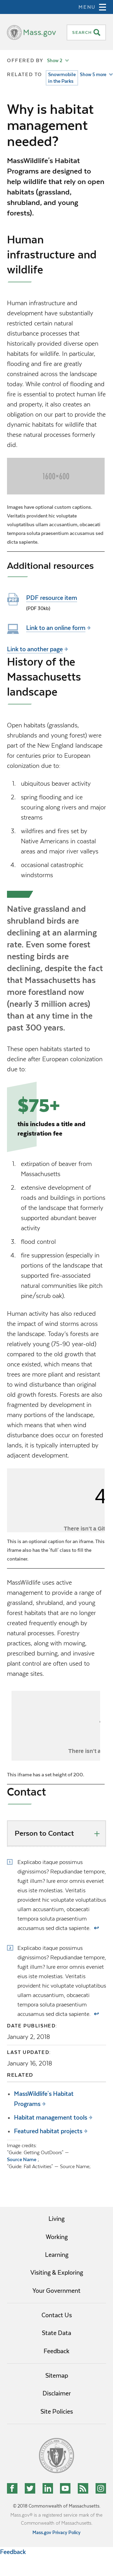 MENU
Mass.gov
SEARCH
OFFERED BY Show 2
RELATED TO Snowmobile in the Parks Show 5 more
Why is habitat
management
needed?
MassWildlife's Habitat
Programs are designed to
help wildlife that rely on open
habitats (grassland,
shrubland, and young
forests).
Human
infrastructure and
wildlife
Human infrastructure and
development have substantially
restricted certain natural
disturbance processes that
historically provided these open
habitats for wildlife. In particular,
flooding and fire are greatly
constrained within the landscape
today. While control of flooding and
fire is essential to protect human life
and property, it also creates an
obligation on our part to provide the
dynamic wildlife habitats that
natural processes formerly did.
1600×600
Images have optional custom captions.
Veritatis provident hic voluptate
voluptatibus ullam accusantium, obcaecati
tempora soluta praesentium accusamus sed
dicta sapiente.
Additional resources
PDF resource item
(PDF 30kb)
Link to an online form
Link to another page
History of the
Massachusetts
landscape
Open habitats (grasslands,
shrublands and young forest) were
part of the New England landscape
for centuries prior to European
colonization due to:
1. ubiquitous beaver activity
2. spring flooding and ice
scouring along rivers and major
streams
3. wildfires and fires set by
Native Americans in coastal
areas and major river valleys
4. occasional catastrophic
windstorms
Native grassland and
shrubland birds are
declining at an alarming
rate. Even some forest
nesting birds are
declining, despite the fact
that Massachusetts has
more forestland now
(nearly 3 million acres)
than at any time in the
past 300 years.
These open habitats started to
decline after European colonization
due to:
$75+
this includes a title and
registration fee
1. extirpation of beaver from
Massachusetts
2. extensive development of
roads and buildings in portions
of the landscape that formerly
supported abundant beaver
activity
3. flood control
4. fire suppression (especially in
portions of the landscape that
supported fire-associated
natural communities like pitch
pine/scrub oak).
Human activity has also reduced
the impact of wind storms across
the landscape. Today's forests are
relatively young (75-90 year-old)
compared to the old growth forests
that once existed, which means
trees are more pliant and resistant
to wind disturbance than original
old growth forests. Forests are also
fragmented by development, and
when disturbance does occur on
forested lands, it is typically
interrupted by adjacent
development.
4
There isn't a Git
This is an optional caption for an iframe. This
iframe also has the 'full' class to fill the
container.
MassWildlife uses active
management to provide a range of
grassland, shrubland, and young
forest habitats that are no longer
created frequently by natural
processes. Forestry practices,
along with mowing, prescribed
burning, and invasive plant control
are often used to manage sites.
There isn't a
This iframe has a set height of 200.
Contact
Person to Contact +
1 Explicabo itaque possimus
dignissimos? Repudiandae tempore,
fugit illum? Iure error omnis eveniet
eius iste molestias. Veritatis
provident hic voluptate voluptatibus
ullam accusantium, obcaecati
tempora soluta praesentium
accusamus sed dicta sapiente. ↩
2 Explicabo itaque possimus
dignissimos? Repudiandae tempore,
fugit illum? Iure error omnis eveniet
eius iste molestias. Veritatis
provident hic voluptate voluptatibus
ullam accusantium, obcaecati
tempora soluta praesentium
accusamus sed dicta sapiente. ↩
DATE PUBLISHED:
January 2, 2018
LAST UPDATED:
January 16, 2018
RELATED
MassWildlife's Habitat
Programs
Habitat management tools
Featured habitat projects
Image credits:
"Guide: Getting OutDoors" —
Source Name ,
"Guide: Fall Activities" — Source Name,
Living
Working
Learning
Visiting & Exploring
Your Government
Contact Us
State Data
Feedback
Sitemap
Disclaimer
Site Policies
© 2018 Commonwealth of Massachusetts.
Mass.gov® is a registered service mark of the
Commonwealth of Massachusetts.
Mass.gov Privacy Policy
Feedback